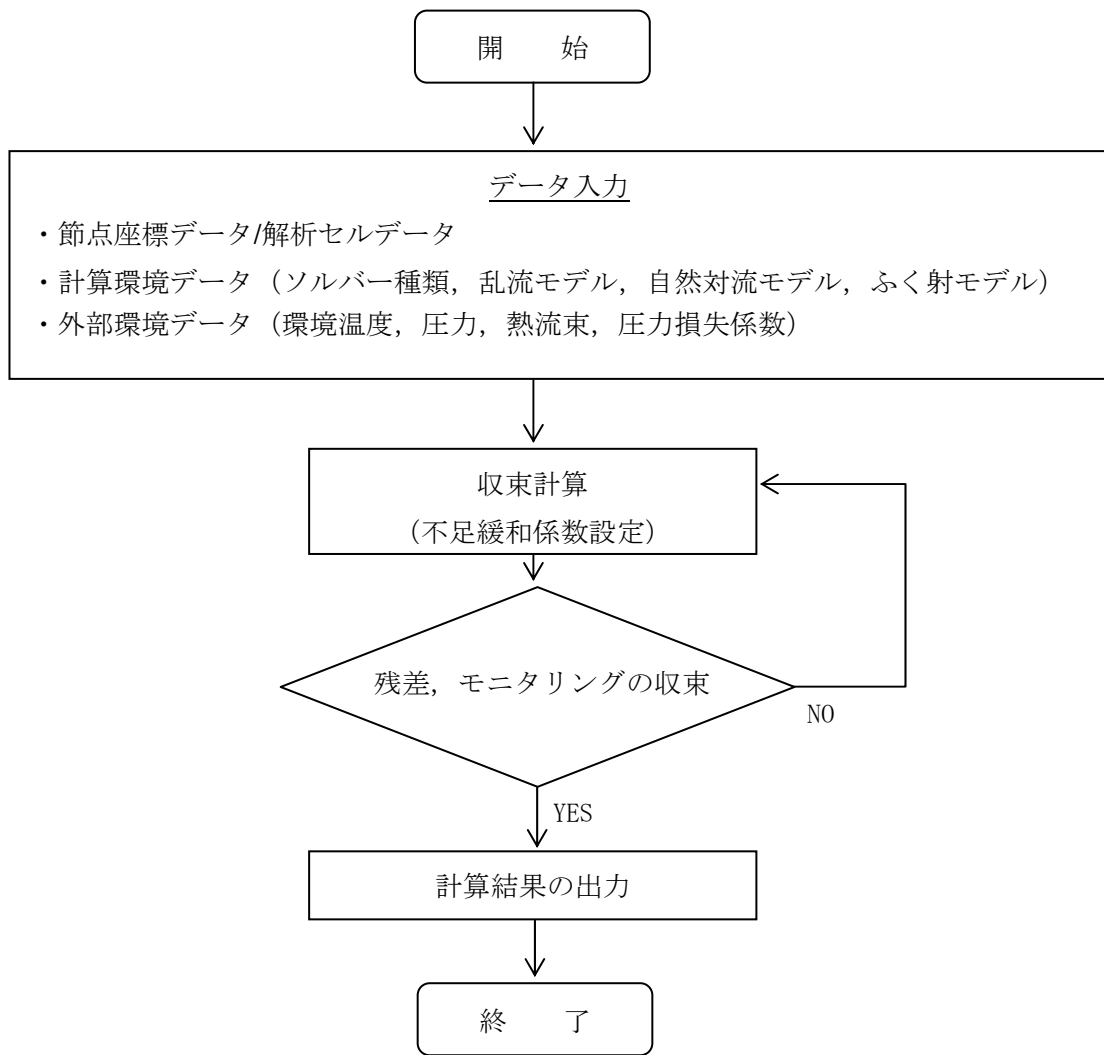 開　始
データ入力
・節点座標データ/解析セルデータ
・計算環境データ（ソルバー種類，乱流モデル，自然対流モデル，ふく射モデル）
・外部環境データ（環境温度，圧力，熱流束，圧力損失係数）
収束計算
（不足緩和係数設定）
残差，モニタリングの収束
NO
YES
計算結果の出力
終　了